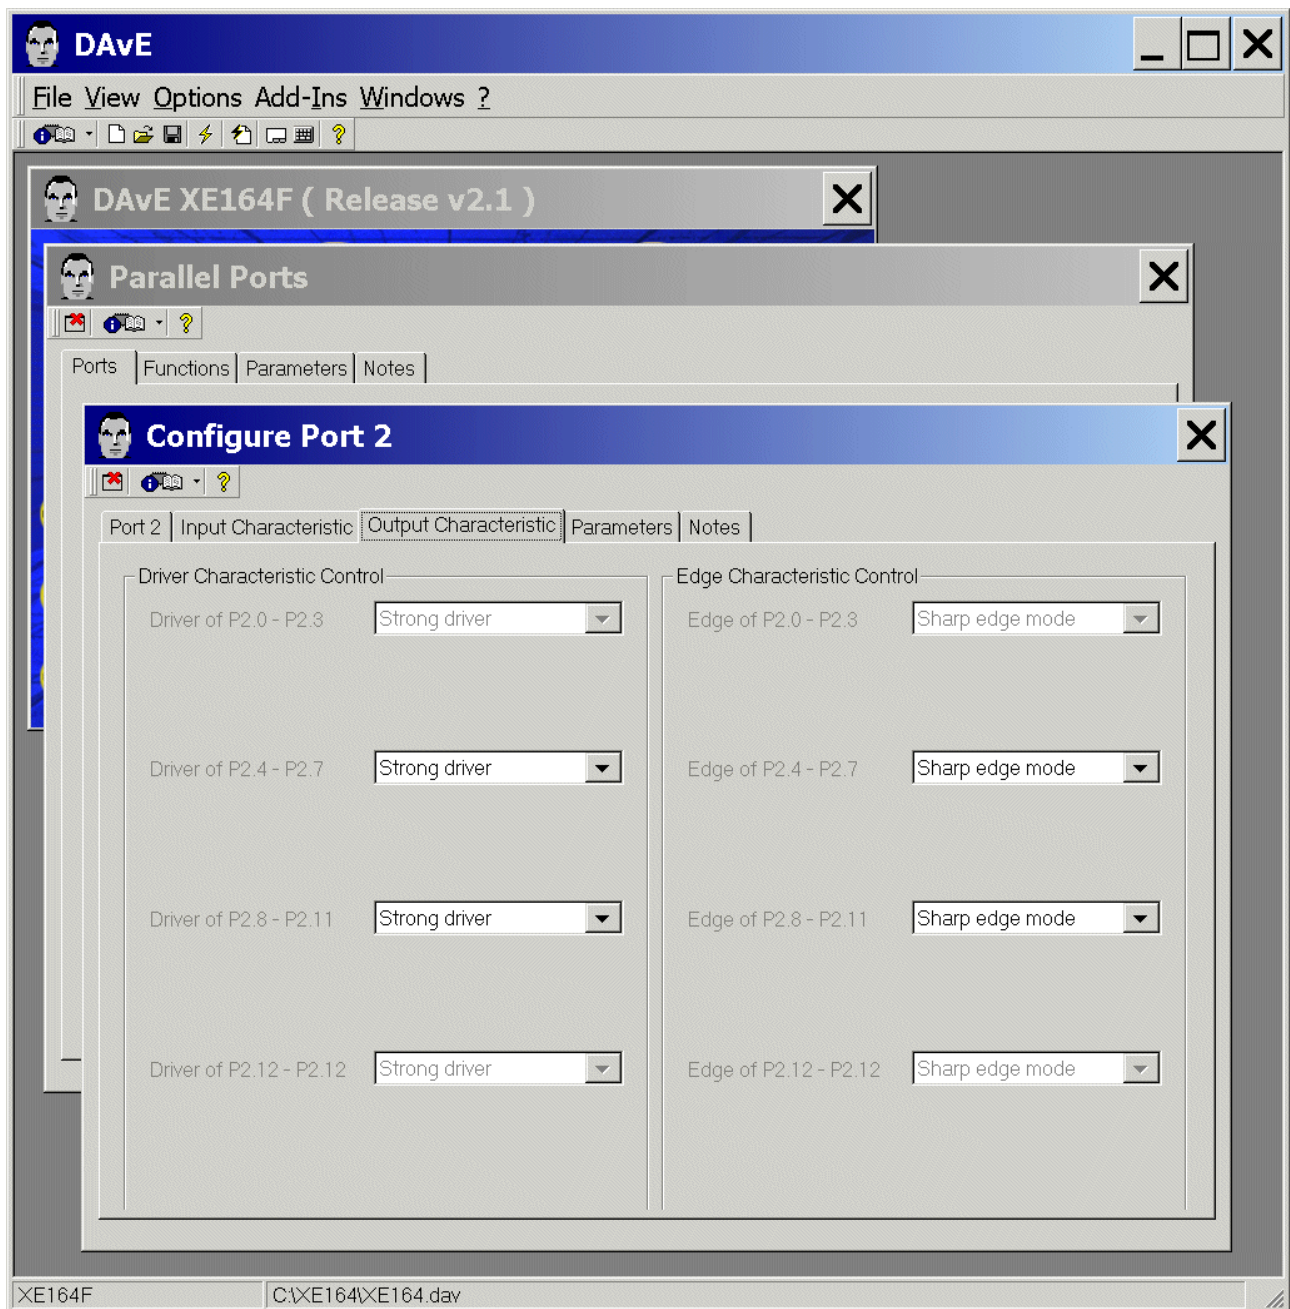 DAvE
File View Options Add-Ins Windows ?
DAvE XE164F ( Release v2.1 )
Parallel Ports
Ports Functions Parameters Notes
Configure Port 2
Port 2 Input Characteristic Output Characteristic Parameters Notes
Driver Characteristic Control Edge Characteristic Control
Driver of P2.0 - P2.3 Strong driver Edge of P2.0 - P2.3 Sharp edge mode
Driver of P2.4 - P2.7 Strong driver Edge of P2.4 - P2.7 Sharp edge mode
Driver of P2.8 - P2.11 Strong driver Edge of P2.8 - P2.11 Sharp edge mode
Driver of P2.12 - P2.12 Strong driver Edge of P2.12 - P2.12 Sharp edge mode
XE164F C:\XE164\XE164.dav